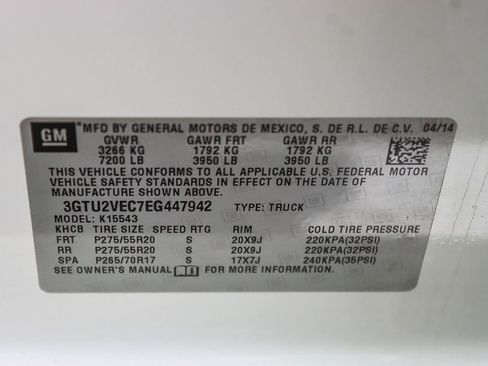 GM *MFD BY GENERAL MOTORS DE MEXICO, S. DE R.L. DE C.V. 04/14
GVWR GAWR FRT GAWR RR
3266 KG 1792 KG 1792 KG
7200 LB 3950 LB 3950 LB
THIS VEHICLE CONFORMS TO ALL APPLICABLE U.S. FEDERAL MOTOR
VEHICLE SAFETY STANDARDS IN EFFECT ON THE DATE OF
MANUFACTURE SHOWN ABOVE.
3GTU2VEC7EG447942 TYPE: TRUCK
MODEL: K15543
KHCB TIRE SIZE SPEED RTG RIM COLD TIRE PRESSURE
FRT P275/55R20 S 20X9J 220KPA(32PSI)
RR P275/55R20 S 20X9J 220KPA(32PSI)
SPA P265/70R17 S 17X7J 240KPA(35PSI)
SEE OWNER'S MANUAL FOR MORE INFORMATION.